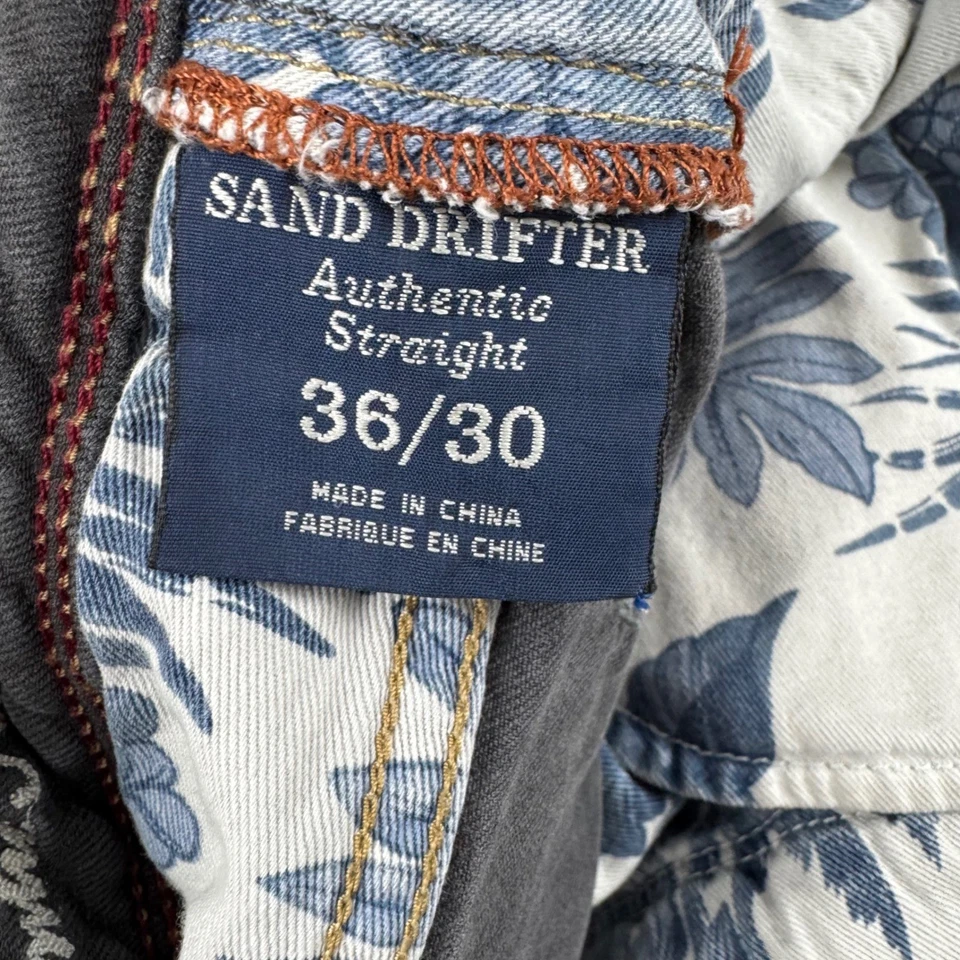 SAND DRIFTER
Authentic
Straight
36/30
MADE IN CHINA
FABRIQUE EN CHINE